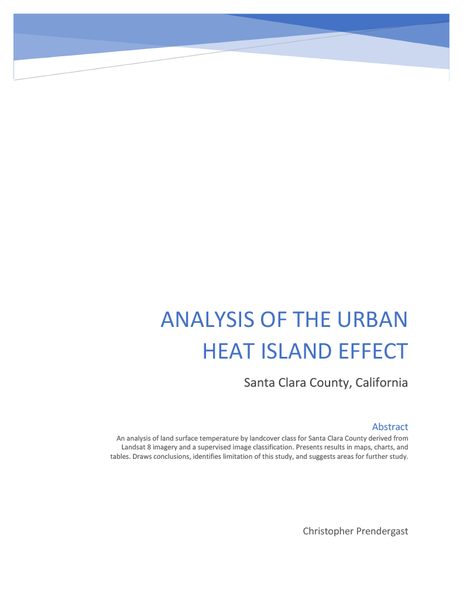 ANALYSIS OF THE URBAN
HEAT ISLAND EFFECT
Santa Clara County, California
Abstract
An analysis of land surface temperature by landcover class for Santa Clara County derived from
Landsat 8 imagery and a supervised image classification. Presents results in maps, charts, and
tables. Draws conclusions, identifies limitation of this study, and suggests areas for further study.
Christopher Prendergast